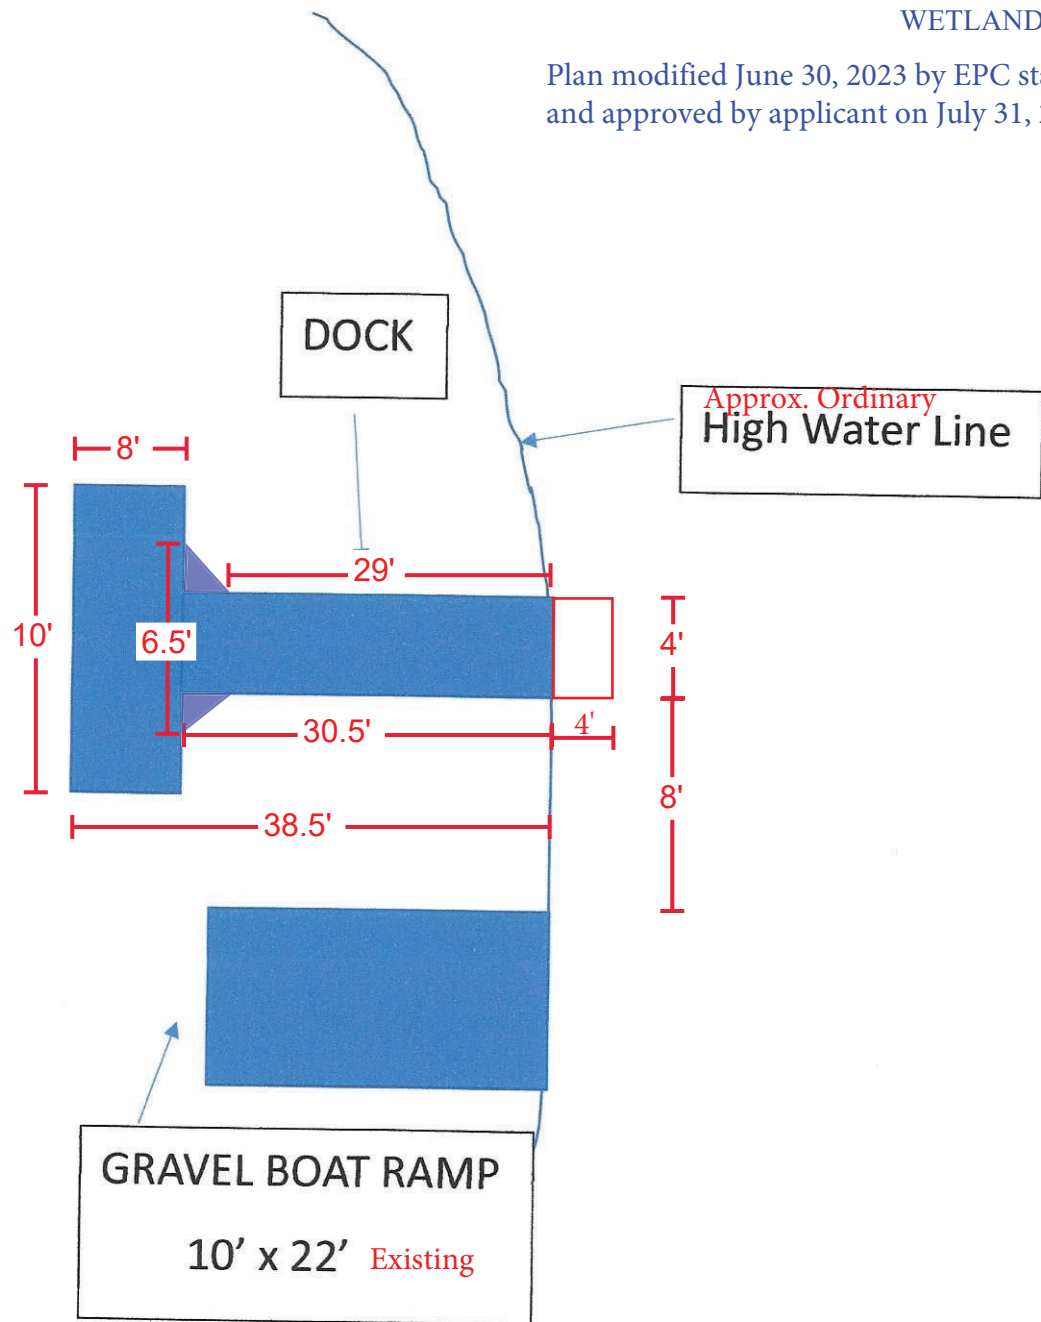 WETLAND
Plan modified June 30, 2023 by EPC
and approved by applicant on July 31,
DOCK
Approx. Ordinary
High Water Line
8'
29'
10'
6.5'
4'
30.5'
4'
8'
38.5'
GRAVEL BOAT RAMP
10' x 22' Existing